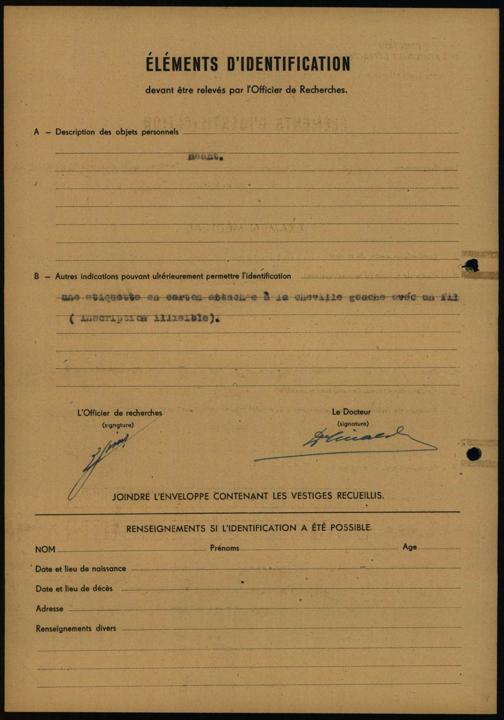 ÉLÉMENTS D'IDENTIFICATION
devant être relevés par l'Officier de Recherches.
A – Description des objets personnels
Néant.
B – Autres indications pouvant ultérieurement permettre l'identification
une etiquette en carton attachée à la cheville gauche avéc un fil
( inscription illisible).
L'Officier de recherches
(signature)
Le Docteur
(signature)
JOINDRE L'ENVELOPPE CONTENANT LES VESTIGES RECUEILLIS.
RENSEIGNEMENTS SI L'IDENTIFICATION A ÉTÉ POSSIBLE.
NOM Prénoms Age
Date et lieu de naissance
Date et lieu de décès
Adresse
Renseignements divers